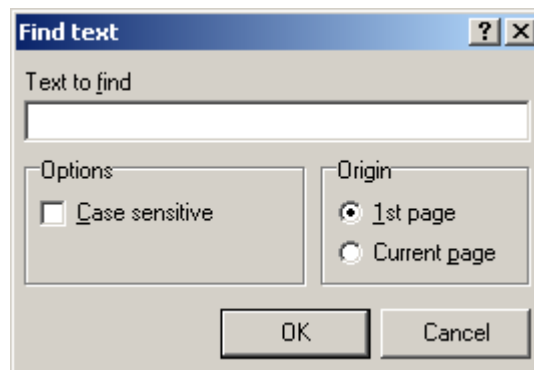 Find text
Text to find
Options
Case sensitive
Origin
1st page
Current page
OK
Cancel